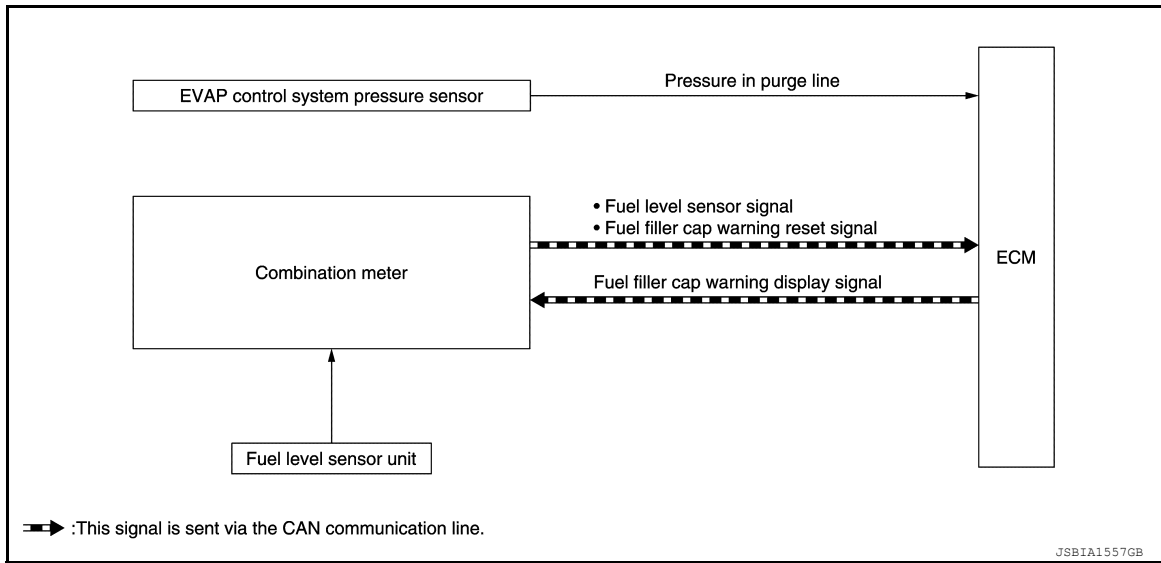 EVAP control system pressure sensor
Pressure in purge line
Combination meter
• Fuel level sensor signal
• Fuel filler cap warning reset signal
Fuel filler cap warning display signal
ECM
Fuel level sensor unit
:This signal is sent via the CAN communication line.
JSBIA1557GB